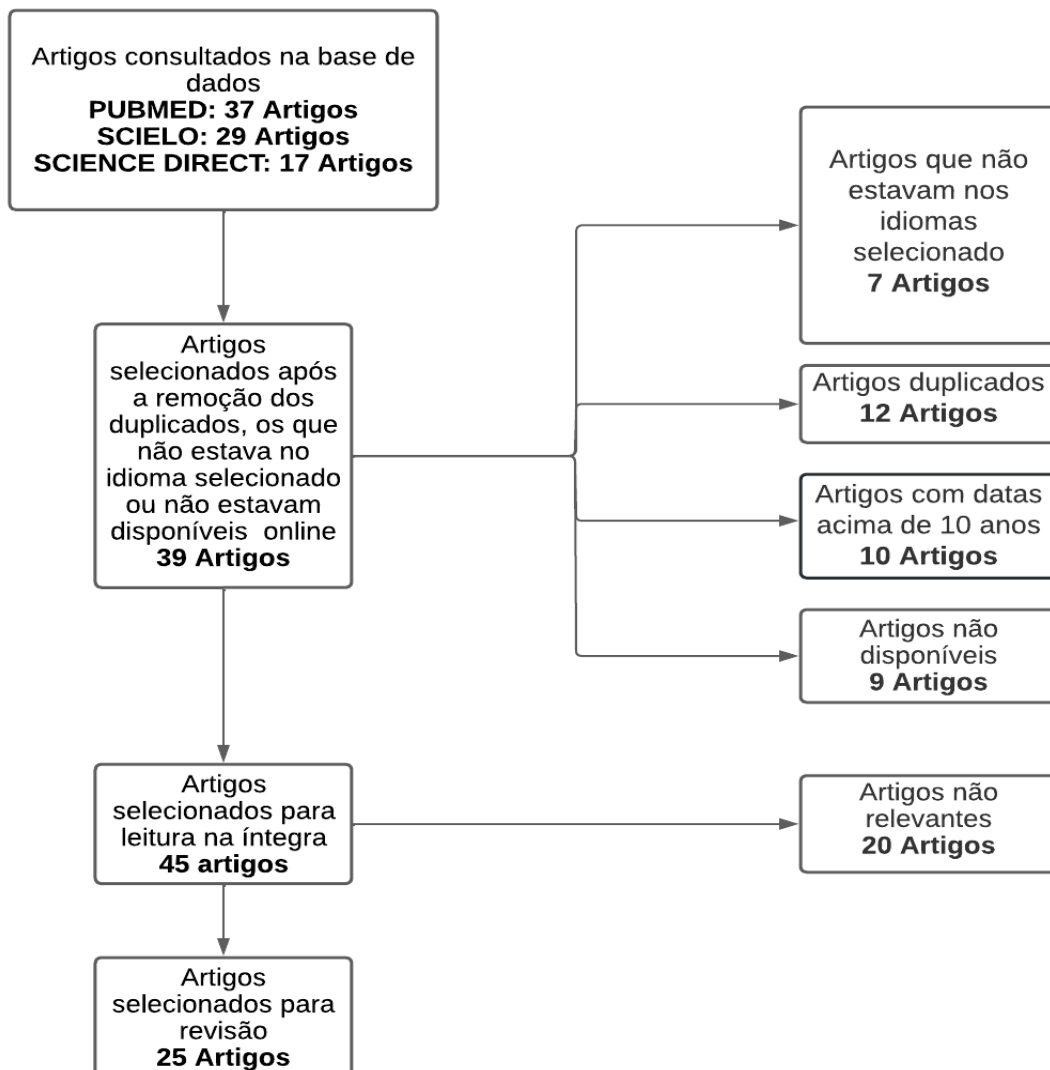 Artigos consultados na base de
dados
PUBMED: 37 Artigos
SCIELO: 29 Artigos
SCIENCE DIRECT: 17 Artigos
Artigos que não
estavam nos
idiomas
selecionado
7 Artigos
Artigos
selecionados após
a remoção dos
duplicados, os que
não estava no
idioma selecionado
ou não estavam
disponíveis online
39 Artigos
Artigos duplicados
12 Artigos
Artigos com datas
acima de 10 anos
10 Artigos
Artigos não
disponíveis
9 Artigos
Artigos
selecionados para
leitura na íntegra
45 artigos
Artigos não
relevantes
20 Artigos
Artigos
selecionados para
revisão
25 Artigos